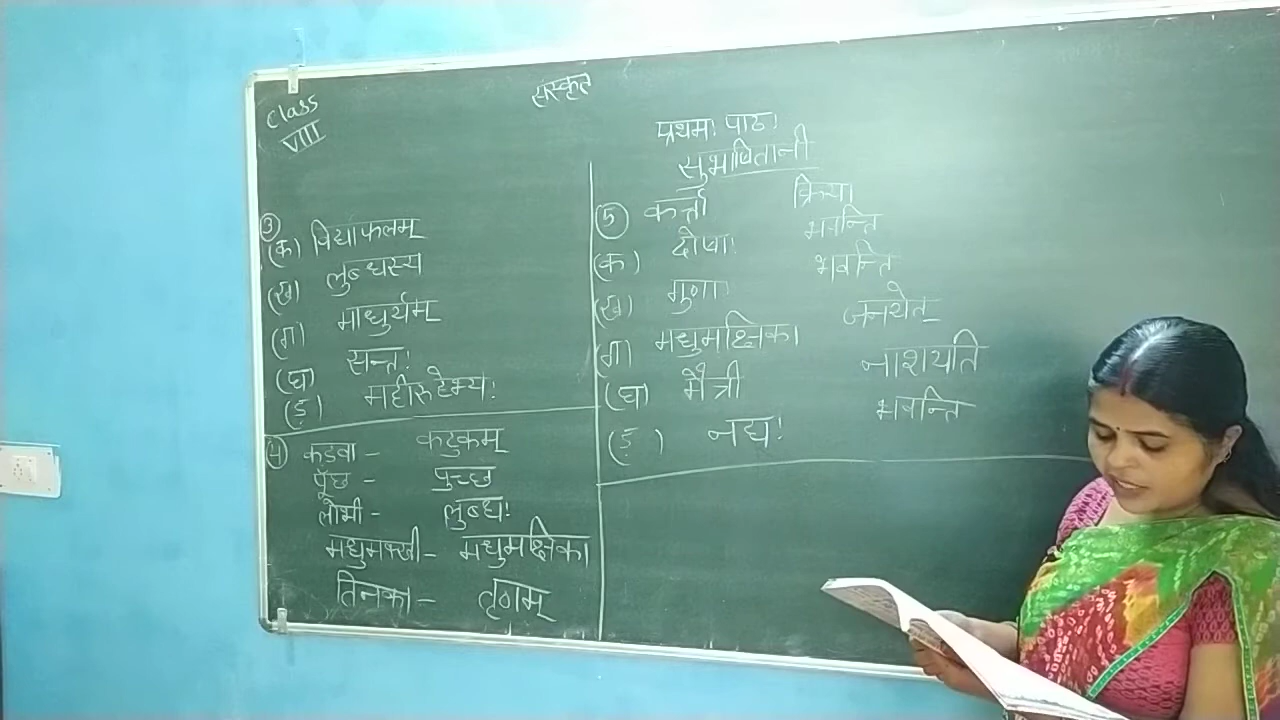 Class
VIII
संस्कृत
प्रथम: पाठ:
सुभाषितानी
③
(क) विद्याफलम्
(ख) लुब्धस्य
(ग) माधुर्यम्
(घ) सन्त:
(ड़) महीरुहेभ्य:
④ कडवा - कटुकम्
पूँछ - पुच्छ
लोभी - लुब्ध:
मधुमक्खी - मधुमक्षिका
तिनका - तृणम्
⑤ कर्त्ता क्रिया
(क) दोषा: भवन्ति
(ख) गुणा: भवन्ति
(ग) मधुमक्षिका जनयेत्
(घ) मैत्री नाशयति
(ड़) नद्य: भवन्ति